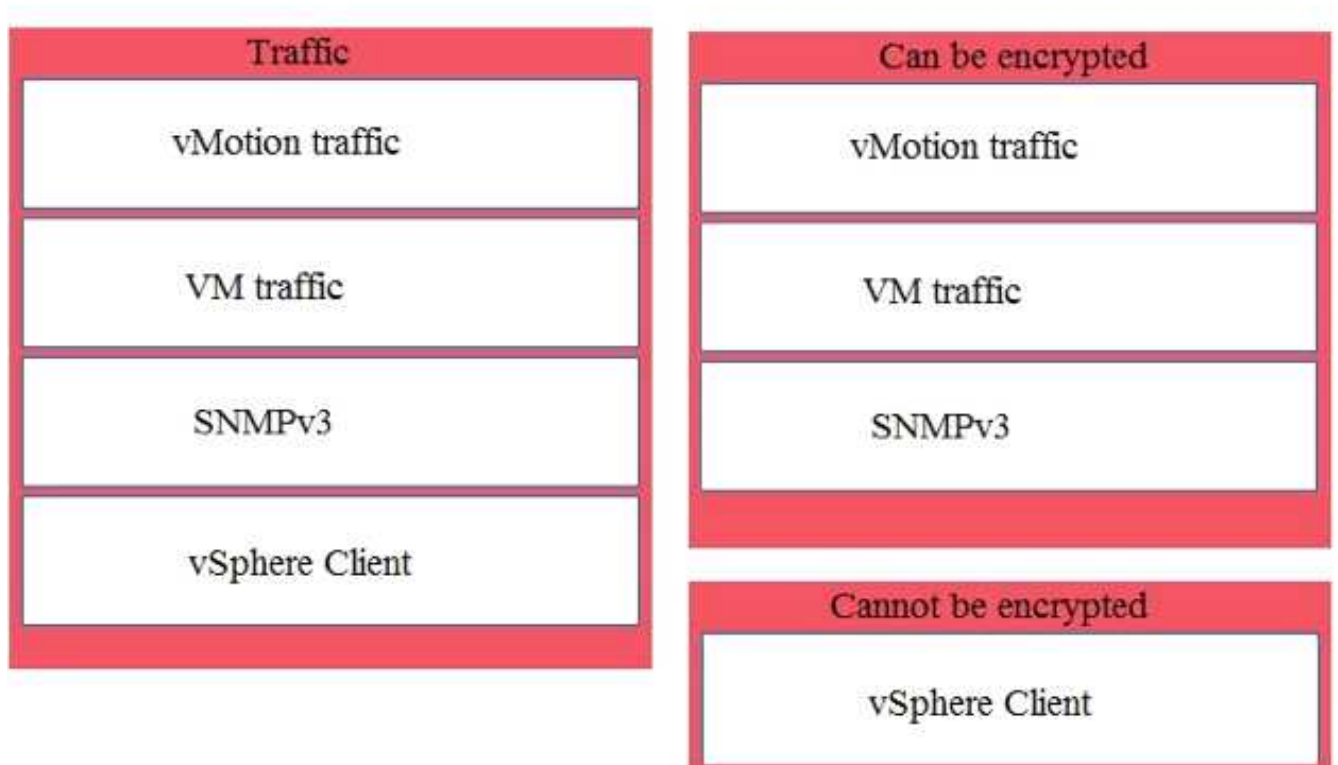 Traffic
vMotion traffic
VM traffic
SNMPv3
vSphere Client
Can be encrypted
vMotion traffic
VM traffic
SNMPv3
Cannot be encrypted
vSphere Client